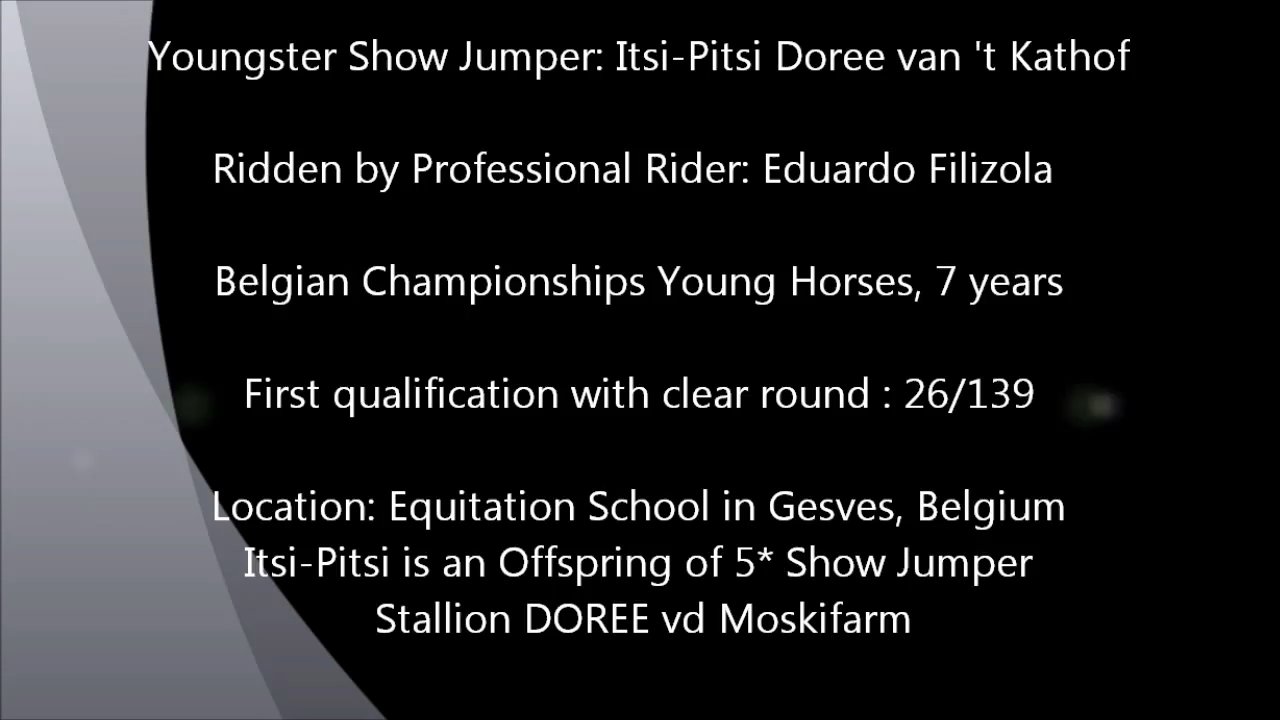 Youngster Show Jumper: Itsi-Pitsi Doree van 't Kathof
Ridden by Professional Rider: Eduardo Filizola
Belgian Championships Young Horses, 7 years
First qualification with clear round : 26/139
Location: Equitation School in Gesves, Belgium
Itsi-Pitsi is an Offspring of 5* Show Jumper
Stallion DOREE vd Moskifarm